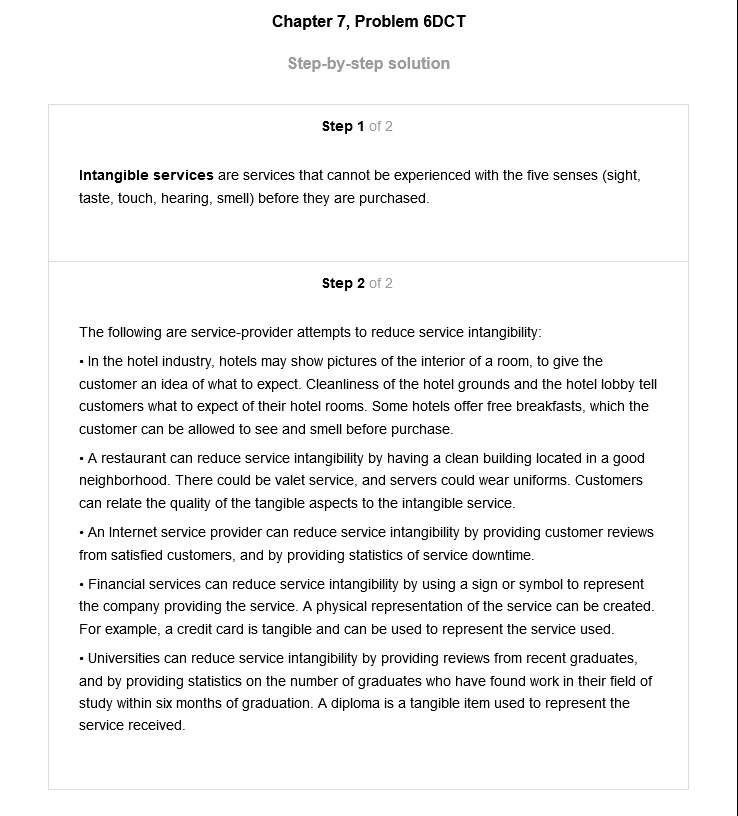 Chapter 7, Problem 6DCT
Step-by-step solution
Step 1 of 2
Intangible services are services that cannot be experienced with the five senses (sight,
taste, touch, hearing, smell) before they are purchased.
Step 2 of 2
The following are service-provider attempts to reduce service intangibility:
• In the hotel industry, hotels may show pictures of the interior of a room, to give the
customer an idea of what to expect. Cleanliness of the hotel grounds and the hotel lobby tell
customers what to expect of their hotel rooms. Some hotels offer free breakfasts, which the
customer can be allowed to see and smell before purchase.
• A restaurant can reduce service intangibility by having a clean building located in a good
neighborhood. There could be valet service, and servers could wear uniforms. Customers
can relate the quality of the tangible aspects to the intangible service.
• An Internet service provider can reduce service intangibility by providing customer reviews
from satisfied customers, and by providing statistics of service downtime.
• Financial services can reduce service intangibility by using a sign or symbol to represent
the company providing the service. A physical representation of the service can be created.
For example, a credit card is tangible and can be used to represent the service used.
• Universities can reduce service intangibility by providing reviews from recent graduates,
and by providing statistics on the number of graduates who have found work in their field of
study within six months of graduation. A diploma is a tangible item used to represent the
service received.